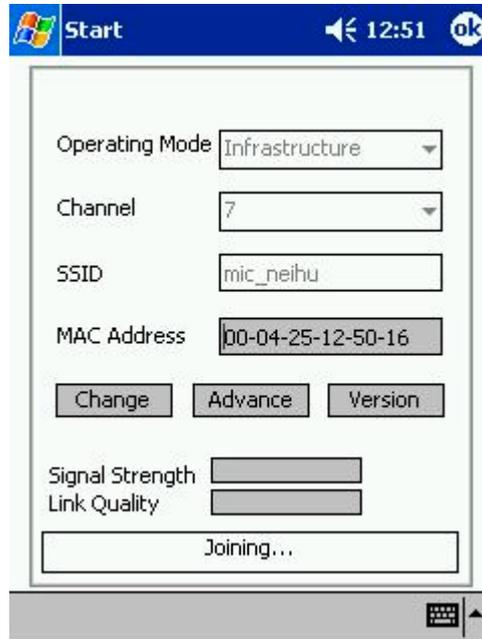 Start 12:51 ok
Operating Mode Infrastructure
Channel 7
SSID mic_neihu
MAC Address 00-04-25-12-50-16
Change Advance Version
Signal Strength
Link Quality
Joining...